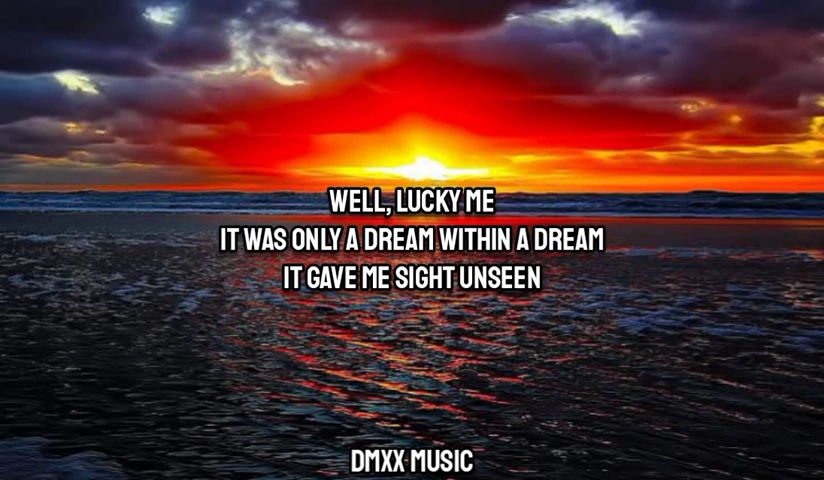 WELL, LUCKY ME
IT WAS ONLY A DREAM WITHIN A DREAM
IT GAVE ME SIGHT UNSEEN
DMXX MUSIC